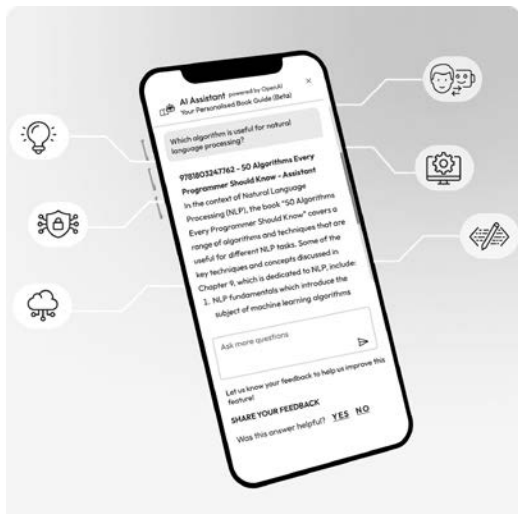 AI Assistant powered by OpenAI
Your Personalised Book Guide (Beta)
Which algorithm is useful for natural
language processing?
9781803247762 - 50 Algorithms Every
Programmer Should Know - Assistant
In the context of Natural Language
Processing (NLP), the book "50 Algorithms
Every Programmer Should Know" covers a
range of algorithms and techniques that are
useful for different NLP tasks. Some of the
key techniques and concepts discussed in
Chapter 9, which is dedicated to NLP, include:
1. NLP fundamentals which introduce the
subject of machine learning algorithms
Ask more questions
Let us know your feedback to help us improve this
feature!
SHARE YOUR FEEDBACK
Was this answer helpful? YES NO